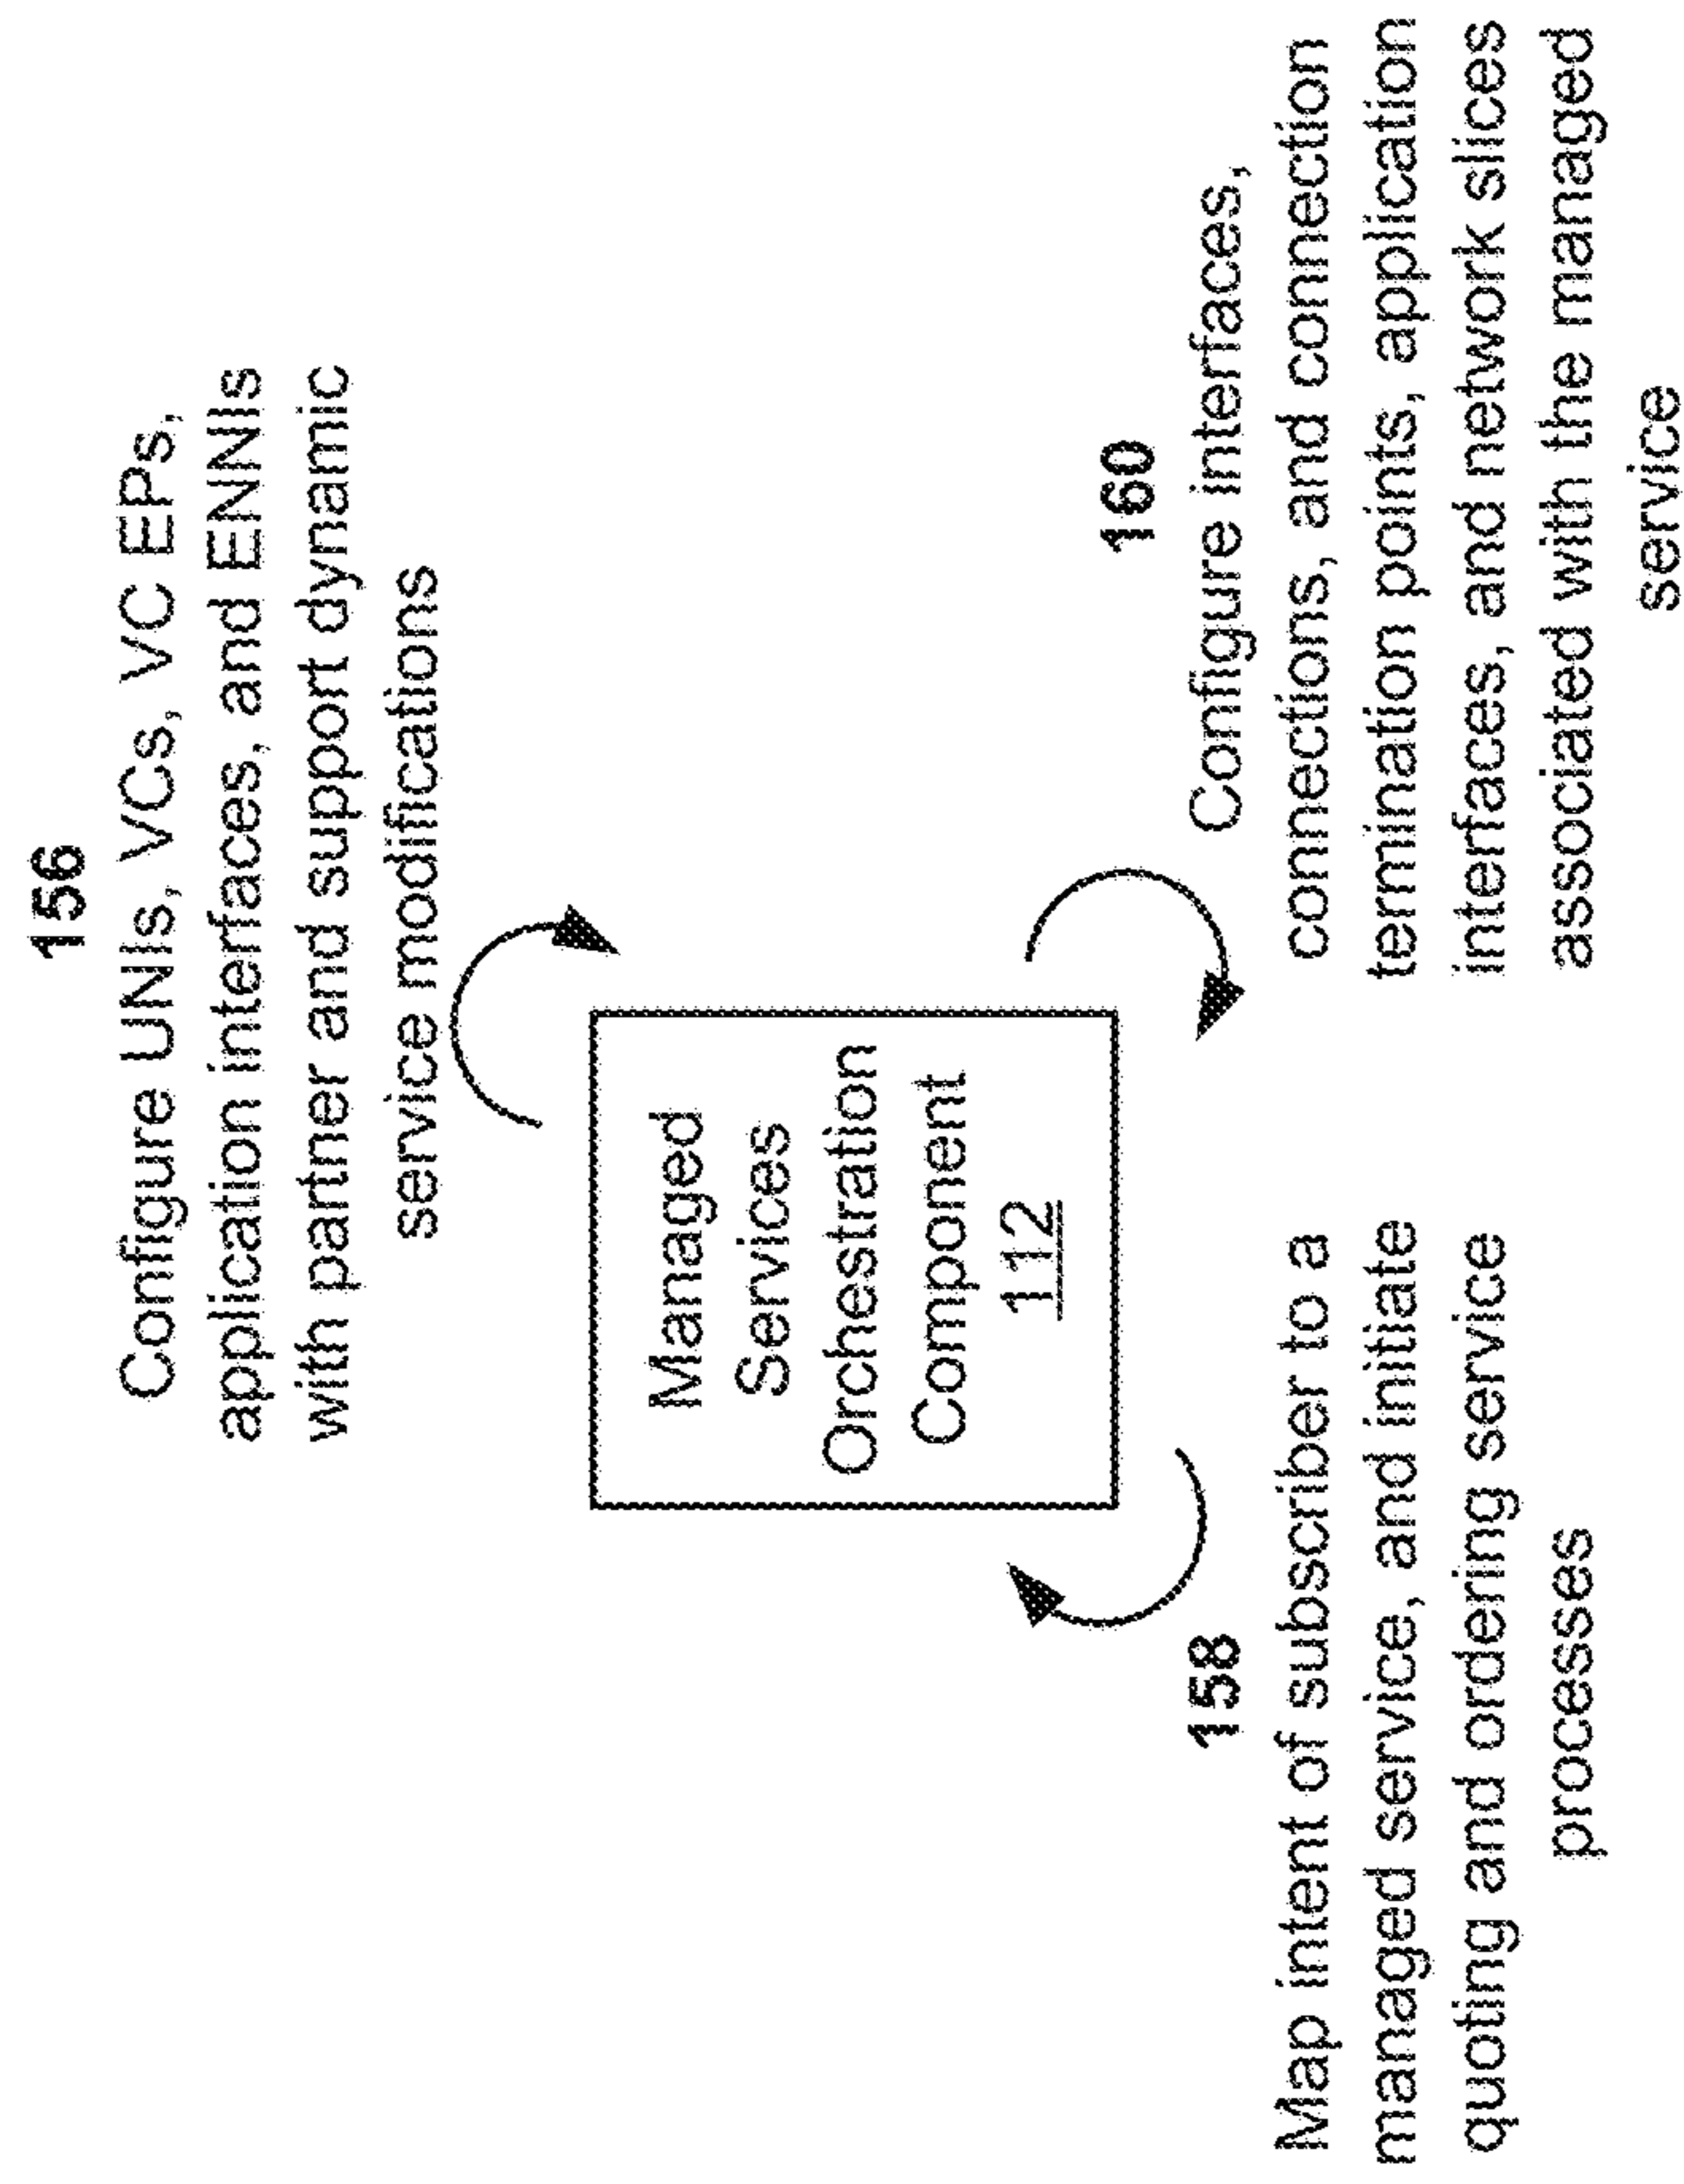 156
Configure UNIs, VCs, VC EPs,
application interfaces, and ENNIs
with partner and support dynamic
service modifications
Managed
Services
Orchestration
Component
112
158
Map intent of subscriber to a
managed service, and initiate
quoting and ordering service
processes
160
Configure interfaces,
connections, and connection
termination points, application
interfaces, and network slices
associated with the managed
service